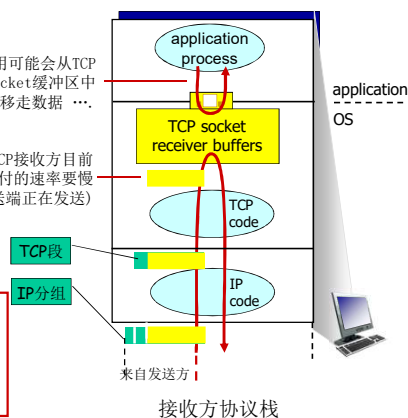 application
process
用可能会从TCP
cket缓冲区中
移走数据 ….
application
OS
TCP socket
receiver buffers
CP接收方目前
付的速率要慢
送端正在发送)
TCP
code
TCP段
IP
code
IP分组
来自发送方
接收方协议栈